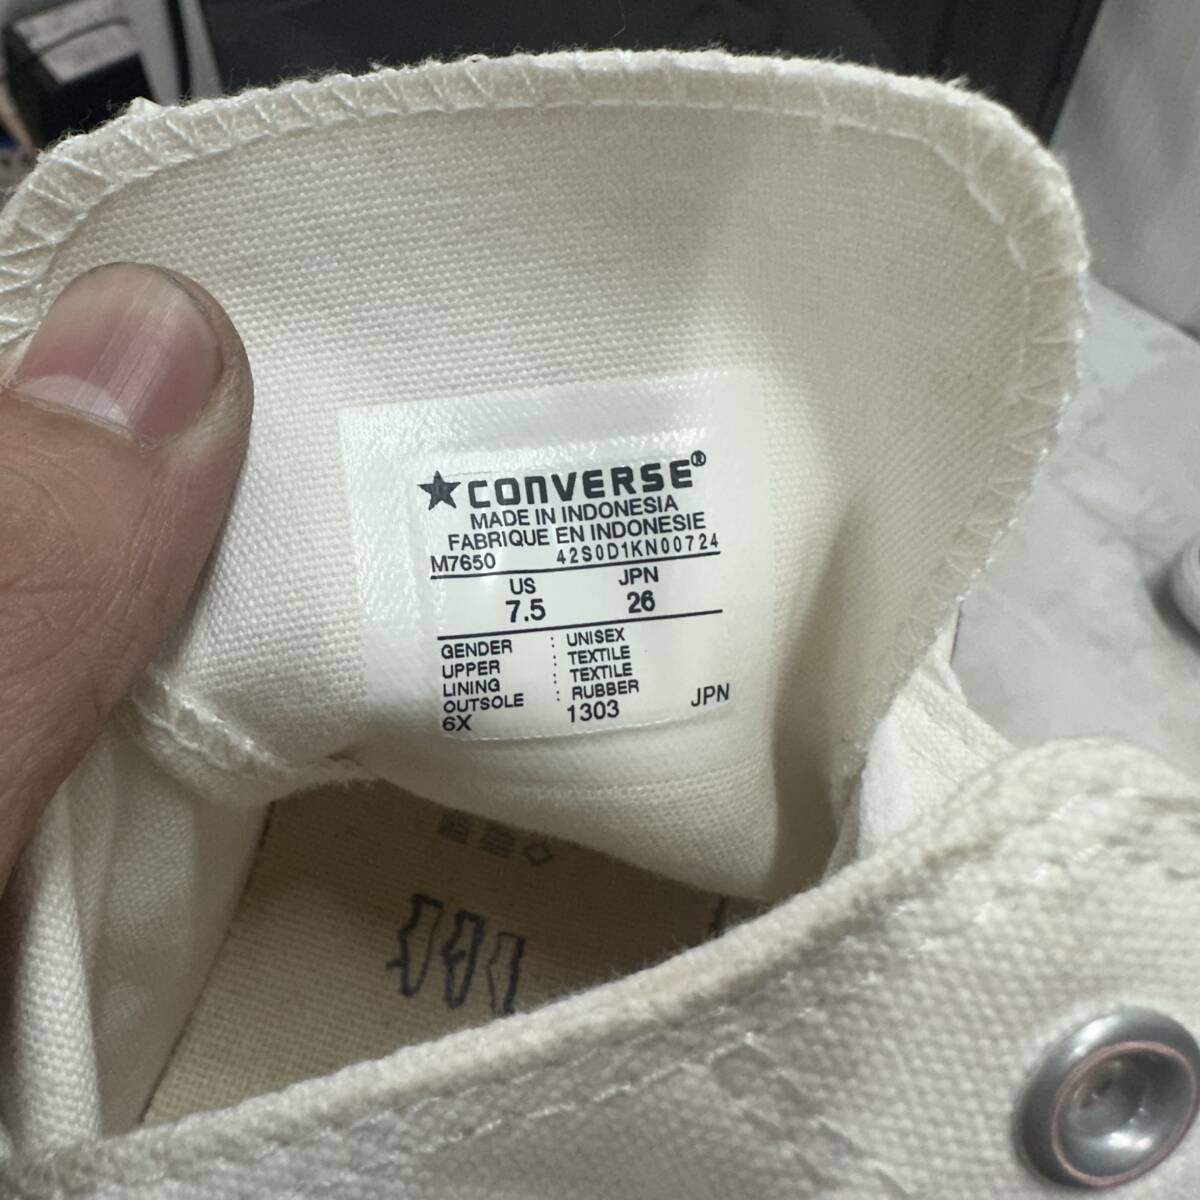 ★CONVERSE®
MADE IN INDONESIA
FABRIQUE EN INDONESIE
M7650 42S0D1KN00724
US JPN
7.5 26
GENDER : UNISEX
UPPER : TEXTILE
LINING : TEXTILE
OUTSOLE : RUBBER
6X 1303 JPN